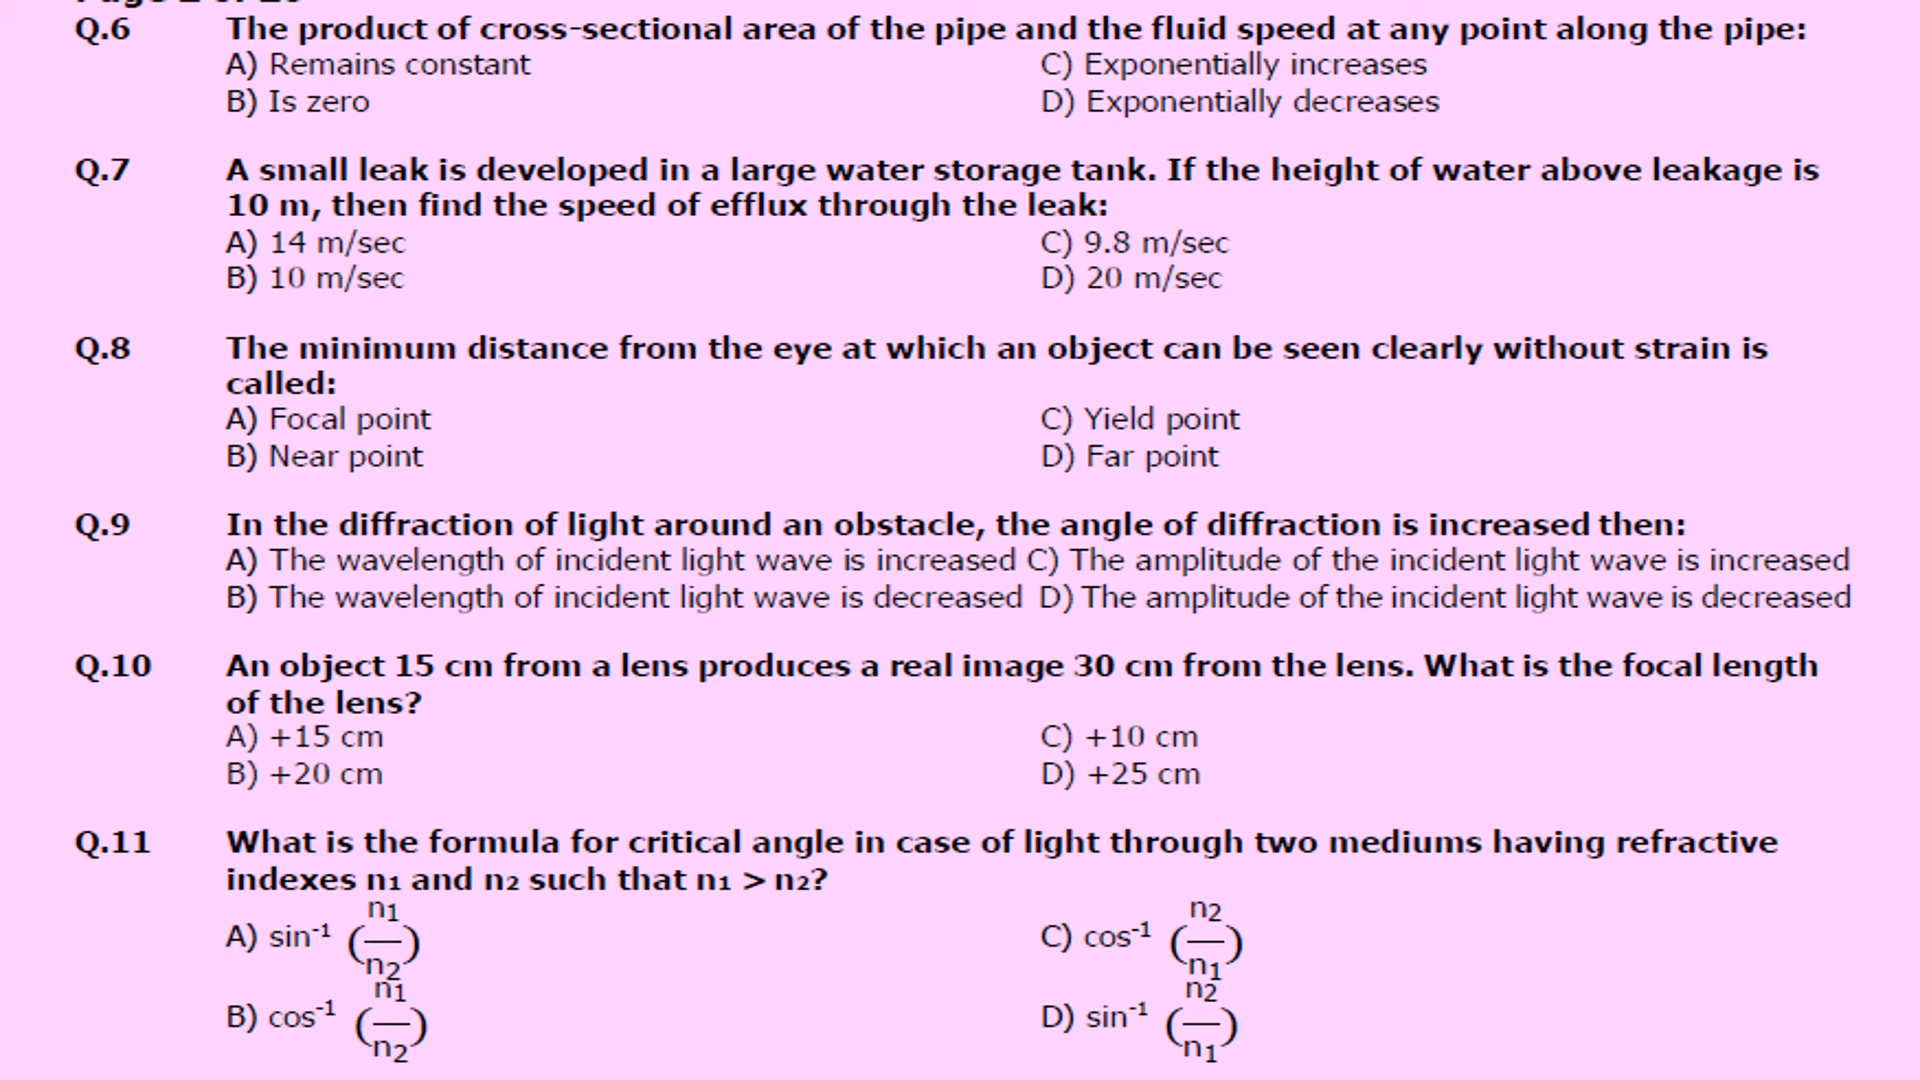 Q.6 The product of cross-sectional area of the pipe and the fluid speed at any point along the pipe:
A) Remains constant C) Exponentially increases
B) Is zero D) Exponentially decreases
Q.7 A small leak is developed in a large water storage tank. If the height of water above leakage is
10 m, then find the speed of efflux through the leak:
A) 14 m/sec C) 9.8 m/sec
B) 10 m/sec D) 20 m/sec
Q.8 The minimum distance from the eye at which an object can be seen clearly without strain is
called:
A) Focal point C) Yield point
B) Near point D) Far point
Q.9 In the diffraction of light around an obstacle, the angle of diffraction is increased then:
A) The wavelength of incident light wave is increased C) The amplitude of the incident light wave is increased
B) The wavelength of incident light wave is decreased D) The amplitude of the incident light wave is decreased
Q.10 An object 15 cm from a lens produces a real image 30 cm from the lens. What is the focal length
of the lens?
A) +15 cm C) +10 cm
B) +20 cm D) +25 cm
Q.11 What is the formula for critical angle in case of light through two mediums having refractive
indexes n₁ and n₂ such that n₁ > n₂?
A) sin⁻¹ (n₁/n₂) C) cos⁻¹ (n₂/n₁)
B) cos⁻¹ (n₁/n₂) D) sin⁻¹ (n₂/n₁)